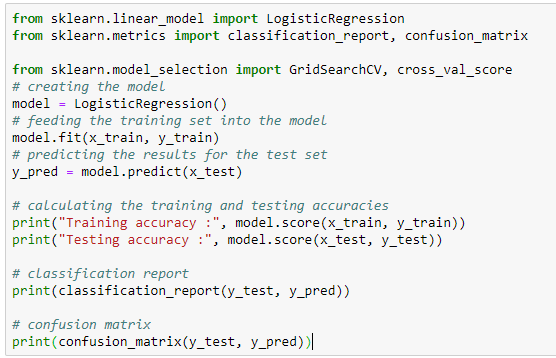 from sklearn.linear_model import LogisticRegression
from sklearn.metrics import classification_report, confusion_matrix
from sklearn.model_selection import GridSearchCV, cross_val_score
# creating the model
model = LogisticRegression()
# feeding the training set into the model
model.fit(x_train, y_train)
# predicting the results for the test set
y_pred = model.predict(x_test)
# calculating the training and testing accuracies
print("Training accuracy :", model.score(x_train, y_train))
print("Testing accuracy :", model.score(x_test, y_test))
# classification report
print(classification_report(y_test, y_pred))
# confusion matrix
print(confusion_matrix(y_test, y_pred))